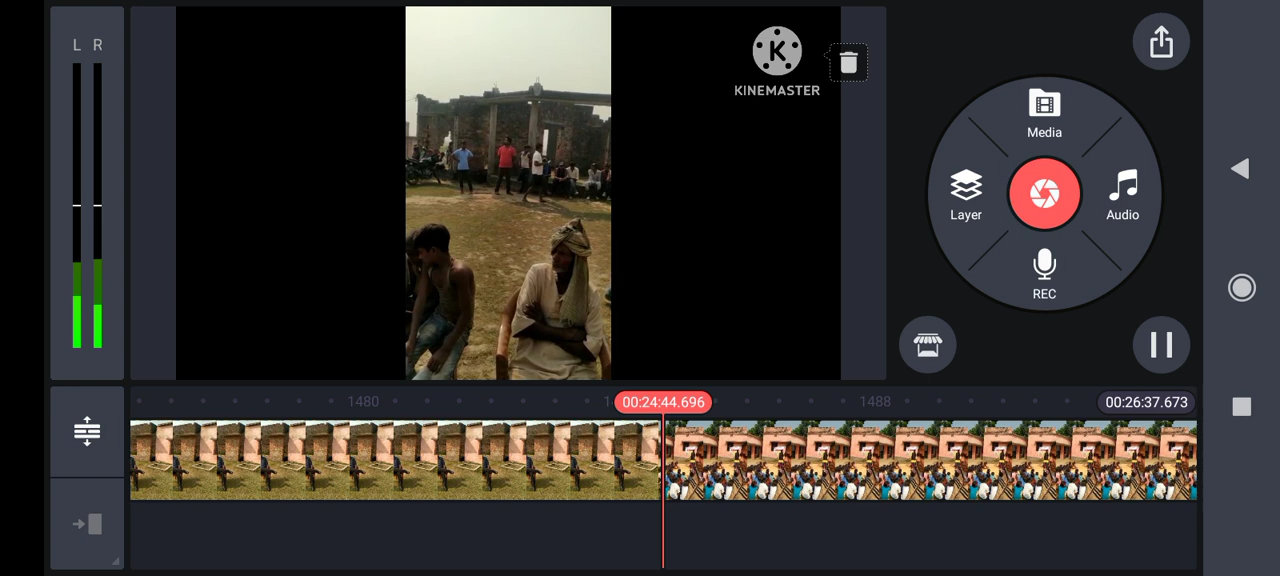 L R
KINEMASTER
Media
Layer
Audio
REC
1480
00:24:44.696
1488
00:26:37.673